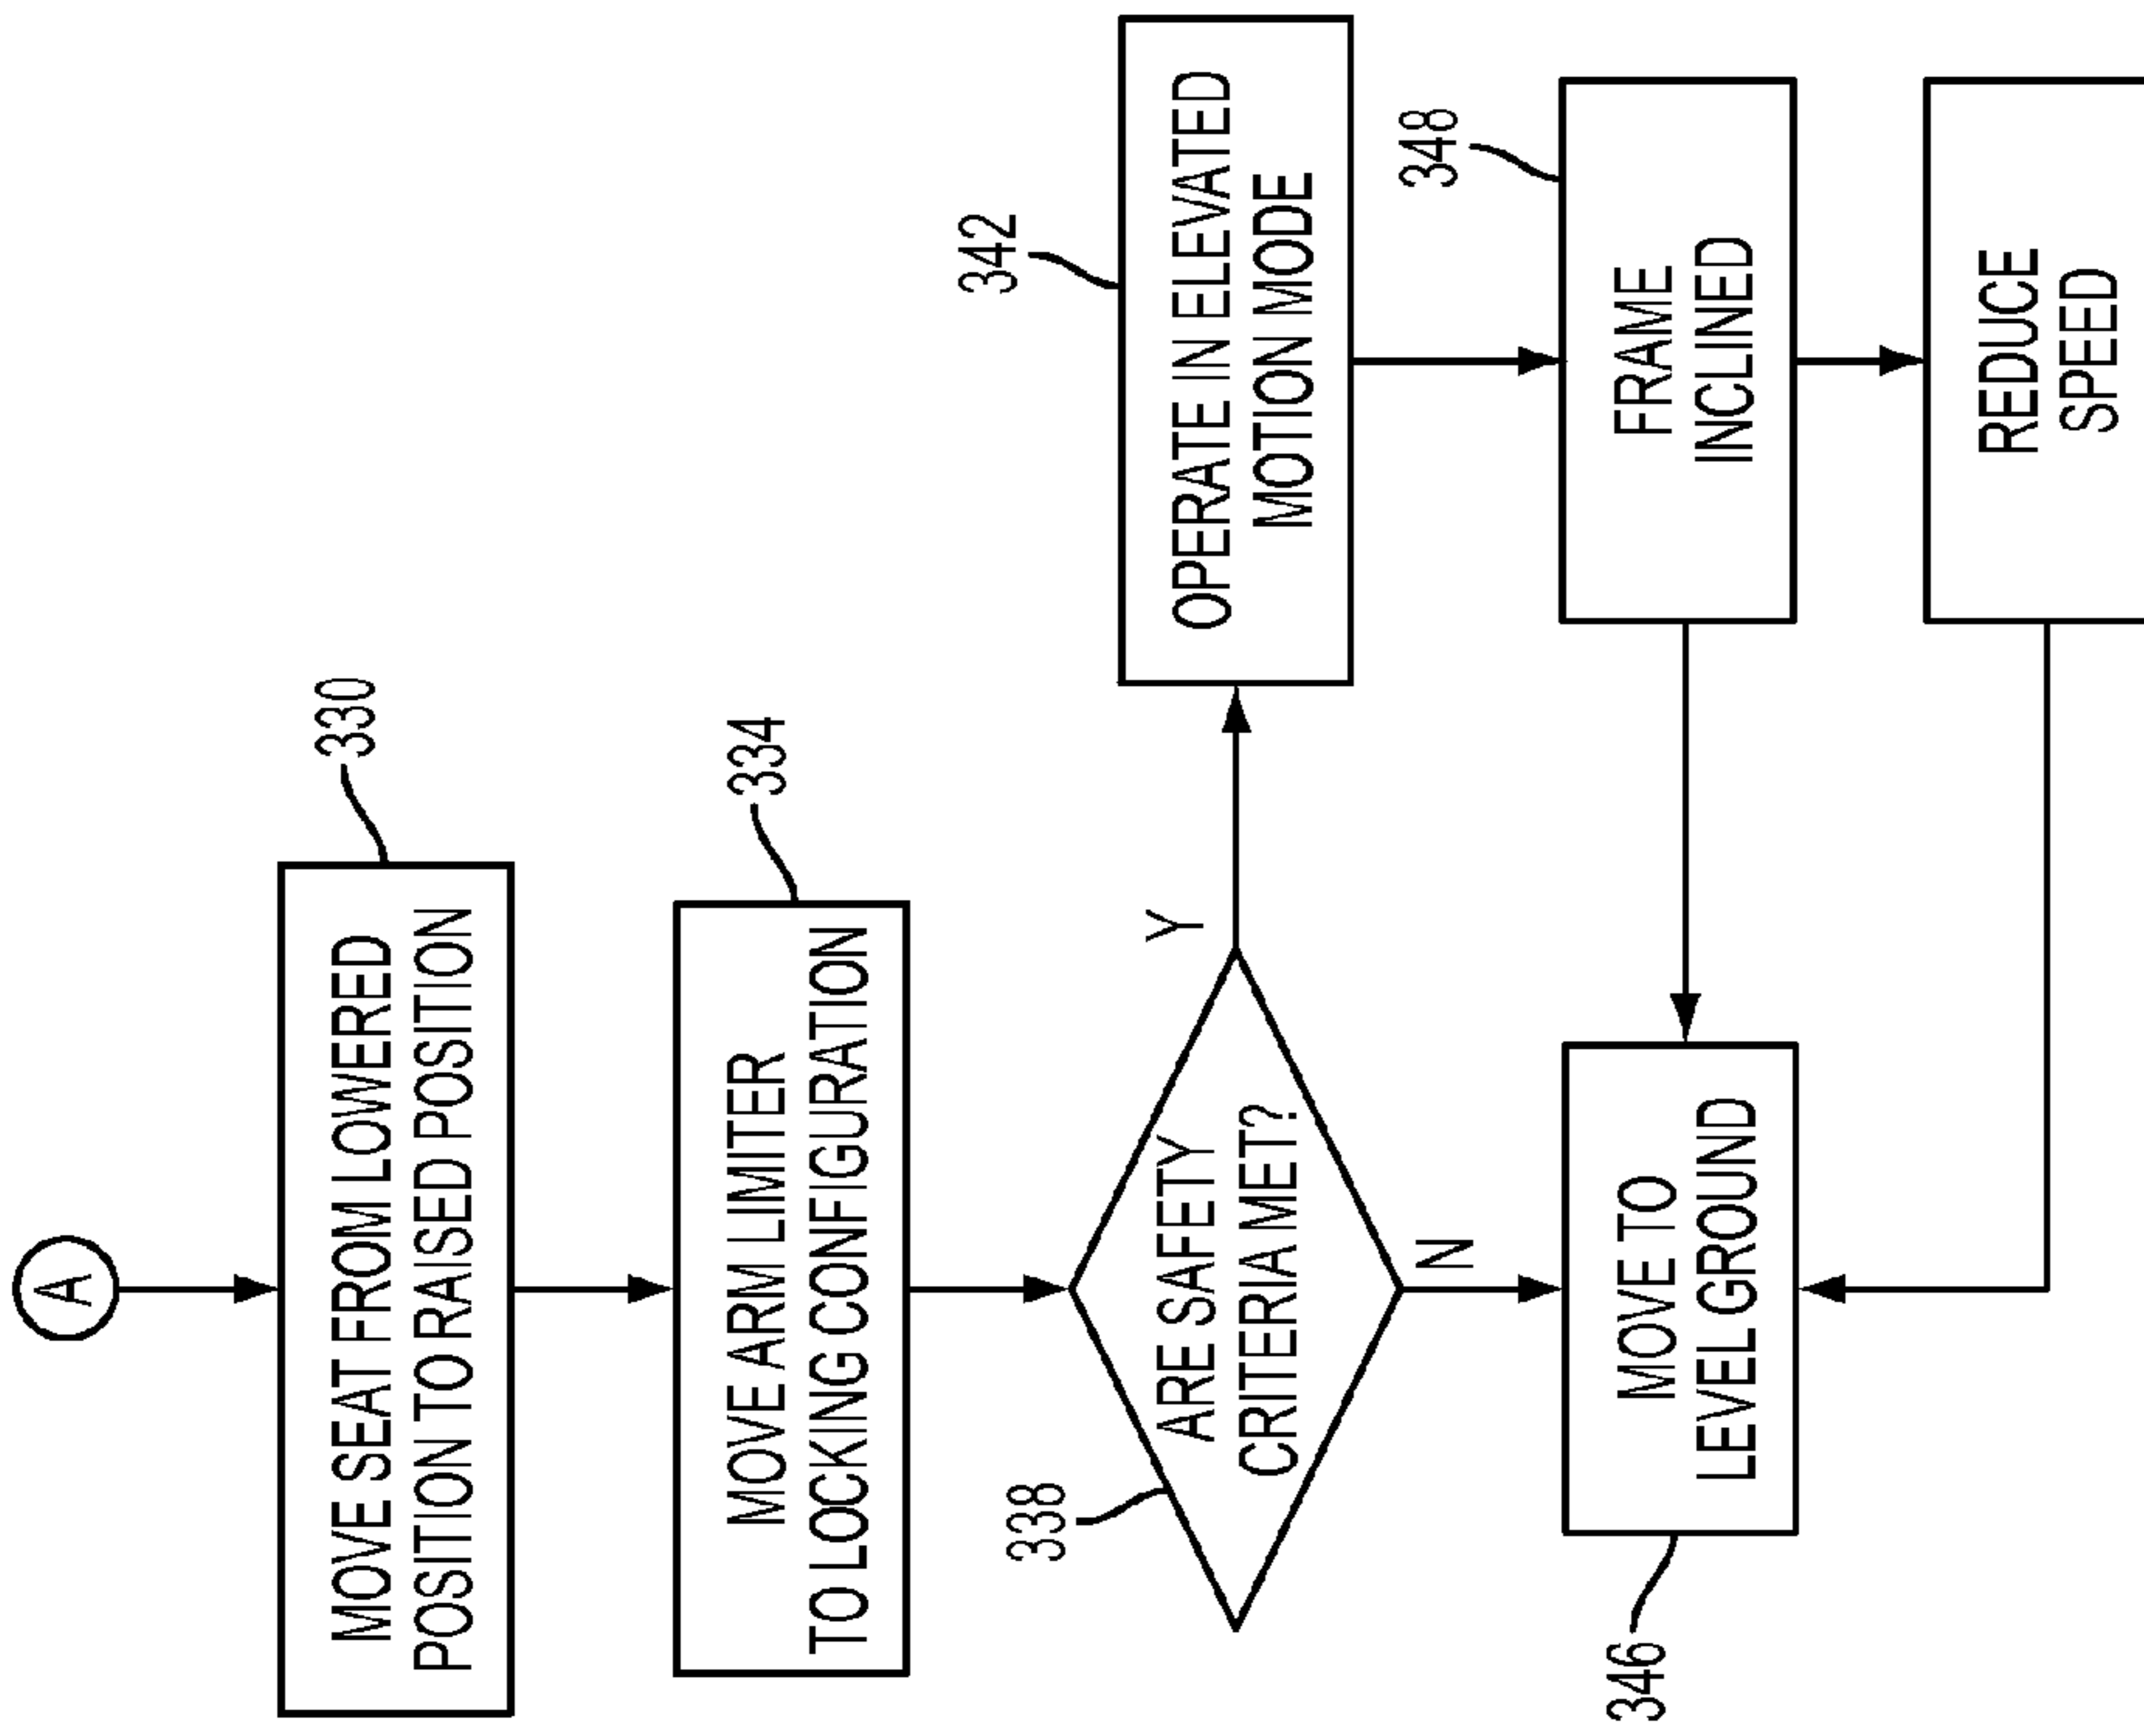 A
330
MOVE SEAT FROM LOWERED
POSITION TO RAISED POSITION
334
MOVE ARM LIMITER
TO LOCKING CONFIGURATION
338
ARE SAFETY
CRITERIA MET?
Y
N
342
OPERATE IN ELEVATED
MOTION MODE
346
MOVE TO
LEVEL GROUND
348
FRAME
INCLINED
REDUCE
SPEED